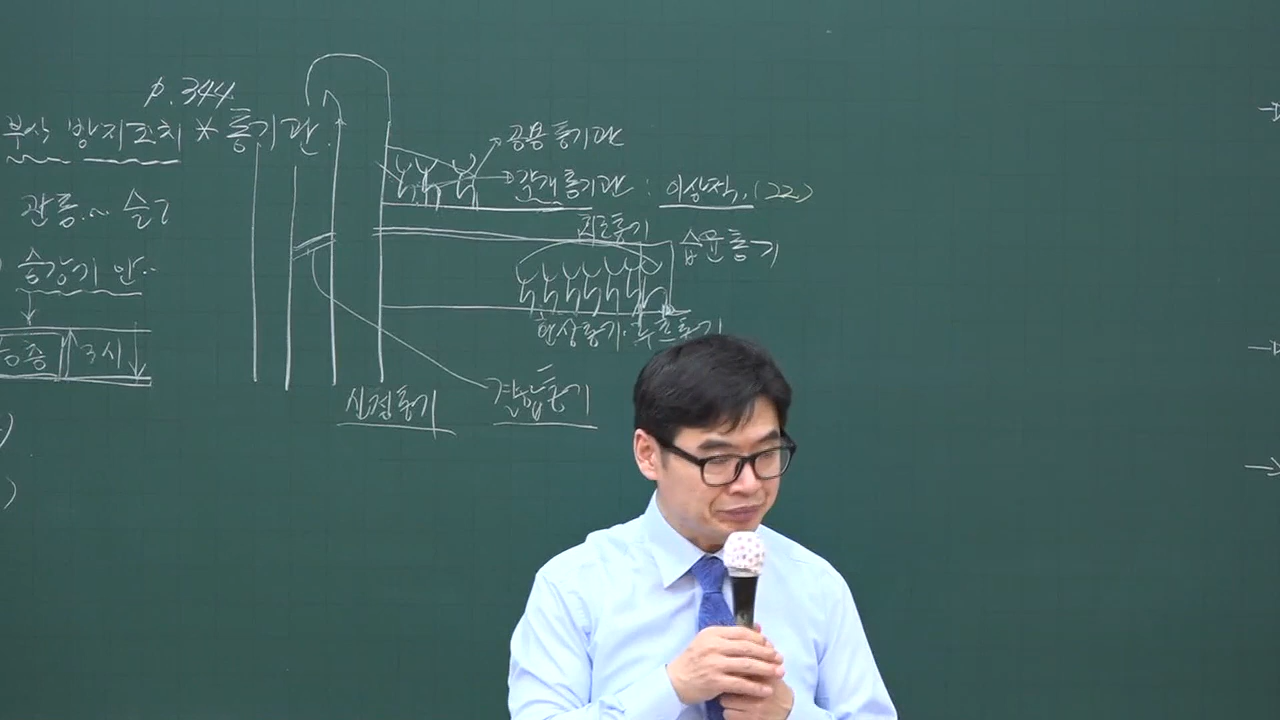 p.344
부식 방지조치 * 통기관.
공용통기관
각개통기관 : 이상적. (22)
관통.. 슬
회로통기
습윤통기
승강기 안..
환상통기. 루프통기
층 3시
신정통기 결합통기